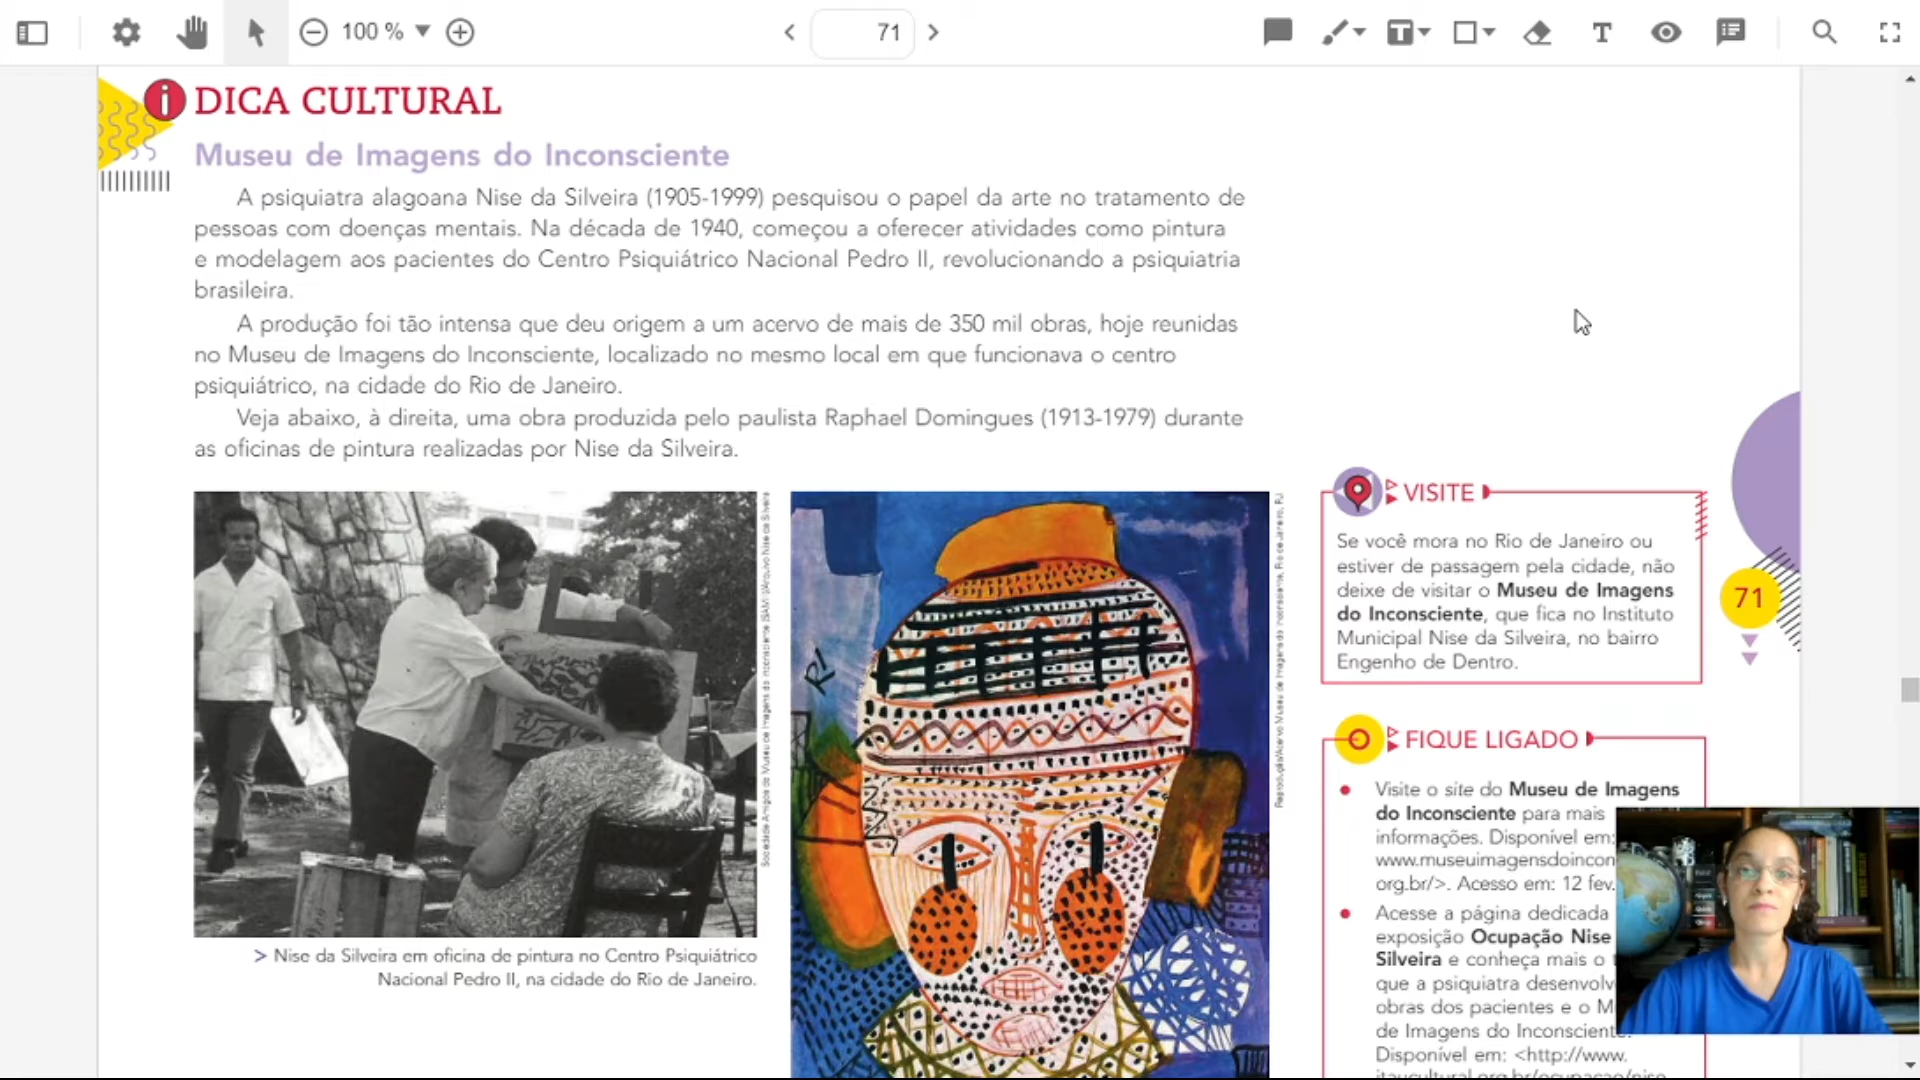 100 %
71
DICA CULTURAL
Museu de Imagens do Inconsciente
A psiquiatra alagoana Nise da Silveira (1905-1999) pesquisou o papel da arte no tratamento de
pessoas com doenças mentais. Na década de 1940, começou a oferecer atividades como pintura
e modelagem aos pacientes do Centro Psiquiátrico Nacional Pedro II, revolucionando a psiquiatria
brasileira.
A produção foi tão intensa que deu origem a um acervo de mais de 350 mil obras, hoje reunidas
no Museu de Imagens do Inconsciente, localizado no mesmo local em que funcionava o centro
psiquiátrico, na cidade do Rio de Janeiro.
Veja abaixo, à direita, uma obra produzida pelo paulista Raphael Domingues (1913-1979) durante
as oficinas de pintura realizadas por Nise da Silveira.
> Nise da Silveira em oficina de pintura no Centro Psiquiátrico
Nacional Pedro II, na cidade do Rio de Janeiro.
VISITE
Se você mora no Rio de Janeiro ou
estiver de passagem pela cidade, não
deixe de visitar o Museu de Imagens
do Inconsciente, que fica no Instituto
Municipal Nise da Silveira, no bairro
Engenho de Dentro.
71
FIQUE LIGADO
• Visite o site do Museu de Imagens
do Inconsciente para mais
informações. Disponível em:
www.museuimagensdoincon
org.br/>. Acesso em: 12 fev.
• Acesse a página dedicada
exposição Ocupação Nise
Silveira e conheça mais o
que a psiquiatra desenvolv
obras dos pacientes e o M
de Imagens do Inconsciente.
Disponível em: <http://www.
itaucultural.org.br/ocupacao/nise